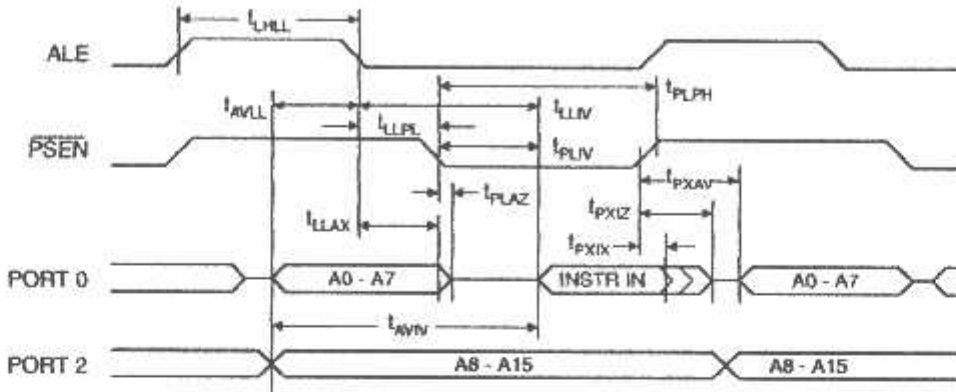 tLHLL
ALE
tAVLL tLLIV tPLPH
tLLPL
PSEN tPLIV
tPLAZ tPXAV
tLLAX tPXIZ
tPXIX
PORT 0 A0 - A7 INSTR IN A0 - A7
tAVIV
PORT 2 A8 - A15 A8 - A15